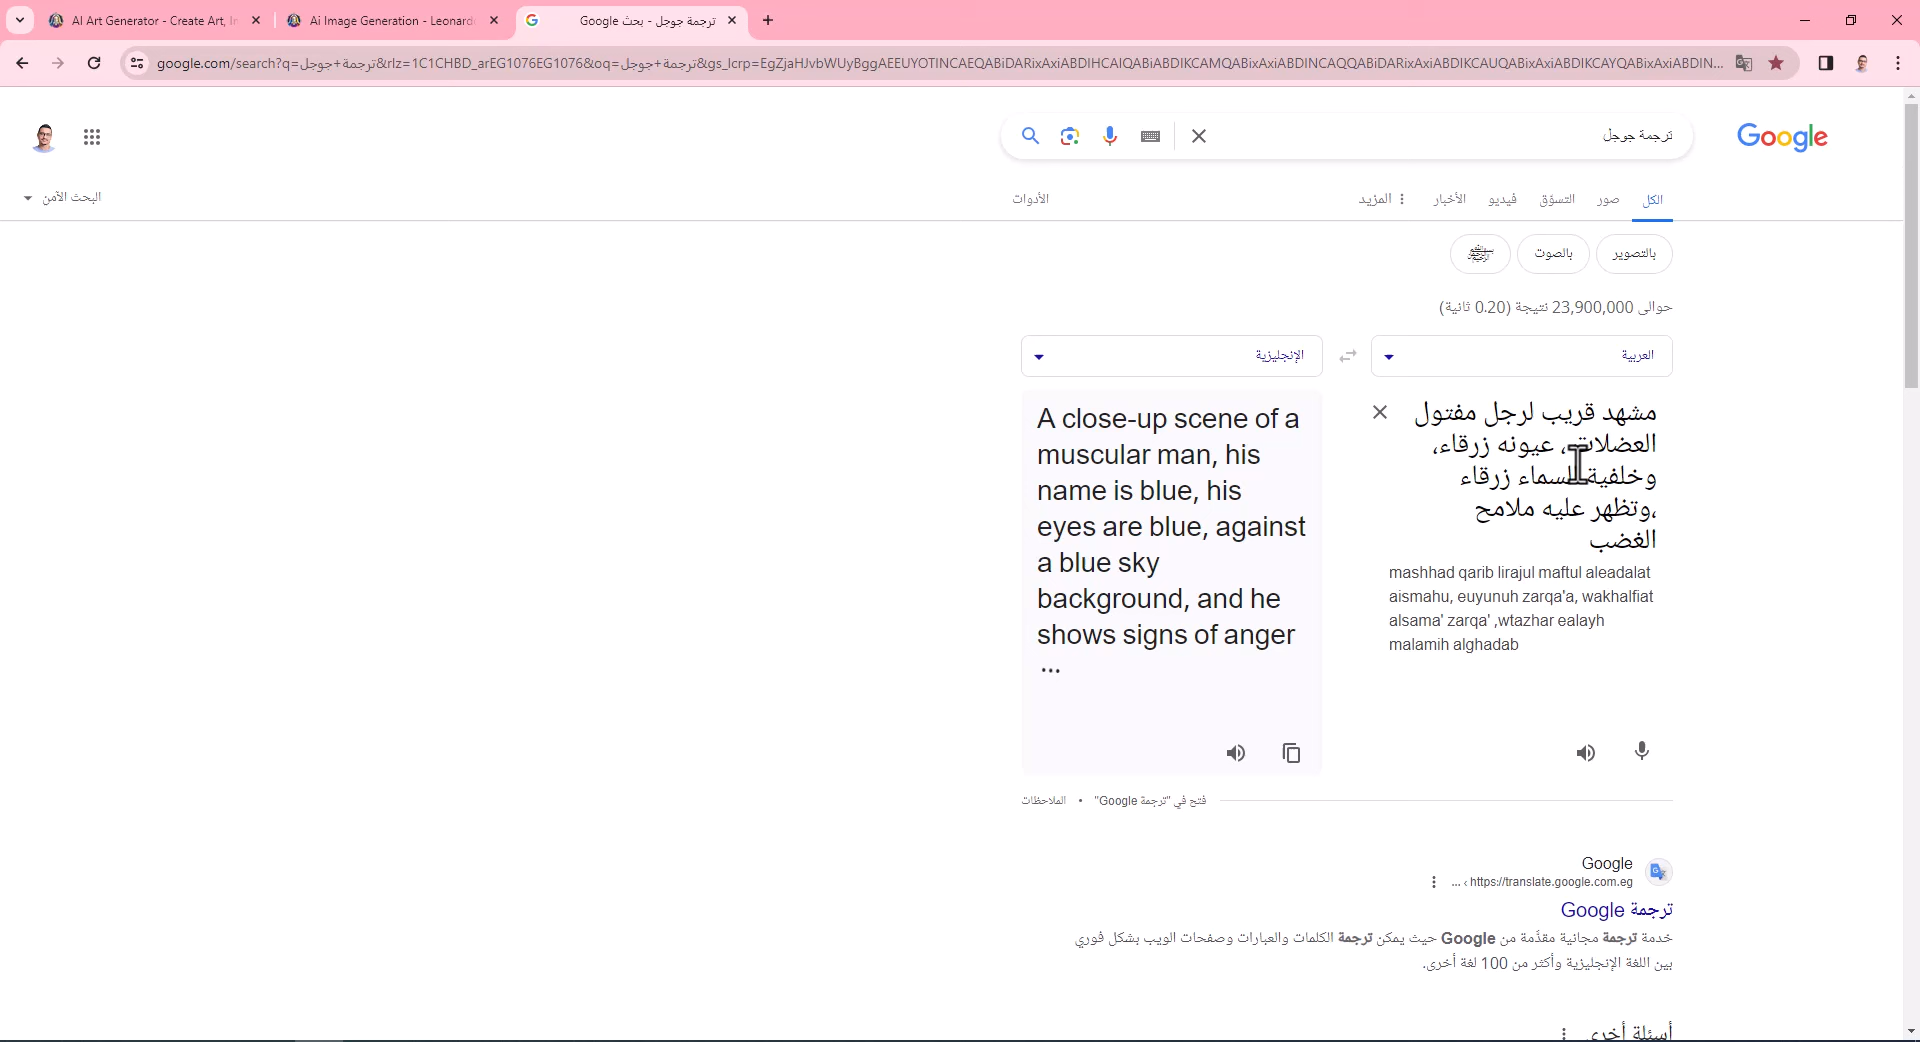 AI Art Generator - Create Art, In
Ai Image Generation - Leonard
ترجمة جوجل - بحث Google
google.com/search?q=ترجمة+جوجل&rlz=1C1CHBD_arEG1076EG1076&oq=ترجمة+جوجل&gs_lcrp=
ترجمة جوجل
Google
الكل
صور
التسوّق
فيديو
الأخبار
المزيد
الأدوات
البحث الآمن
بالتصوير
بالصوت
حوالى 23,900,000 نتيجة (0.20 ثانية)
العربية
الإنجليزية
مشهد قريب لرجل مفتول
العضلات، عيونه زرقاء،
وخلفية السماء زرقاء
،وتظهر عليه ملامح
الغضب
mashhad qarib lirajul maftul aleadalat
aismahu, euyunuh zarqa'a, wakhalfiat
alsama' zarqa' ,wtazhar ealayh
malamih alghadab
A close-up scene of a
muscular man, his
name is blue, his
eyes are blue, against
a blue sky
background, and he
shows signs of anger
...
فتح في "ترجمة Google" • الملاحظات
Google
https://translate.google.com.eg › ...
ترجمة Google
خدمة ترجمة مجانية مقدَّمة من Google حيث يمكن ترجمة الكلمات والعبارات وصفحات الويب بشكل فوري
بين اللغة الإنجليزية وأكثر من 100 لغة أخرى.
أسئلة أخرى